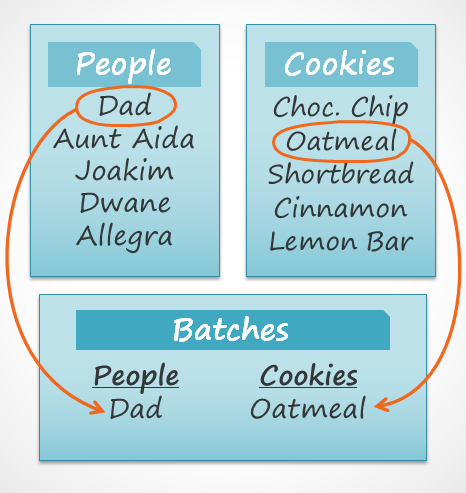 People
Dad
Aunt Aida
Joakim
Dwane
Allegra
Cookies
Choc. Chip
Oatmeal
Shortbread
Cinnamon
Lemon Bar
Batches
People Cookies
Dad Oatmeal